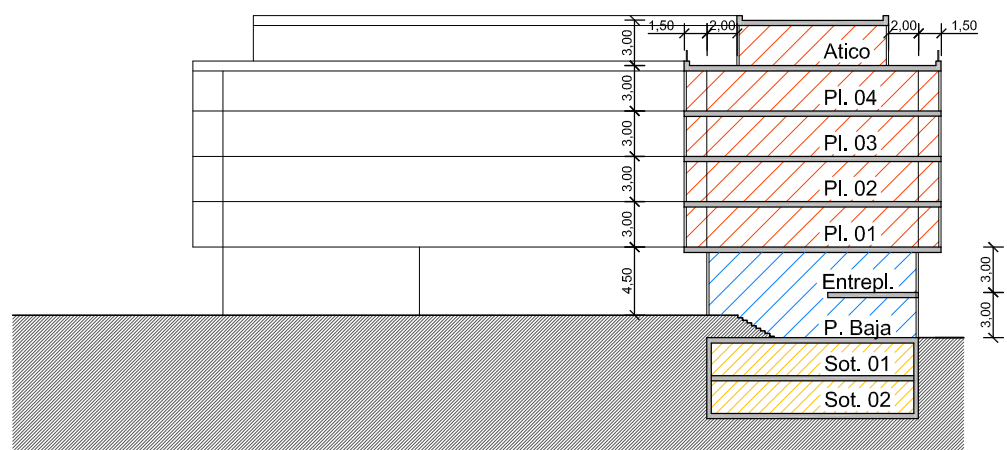 1,50 2,00 2,00 1,50
3,00
Atico
3,00
Pl. 04
3,00
Pl. 03
3,00
Pl. 02
3,00
Pl. 01
4,50
Entrepl.
3,00
P. Baja
3,00
Sot. 01
Sot. 02